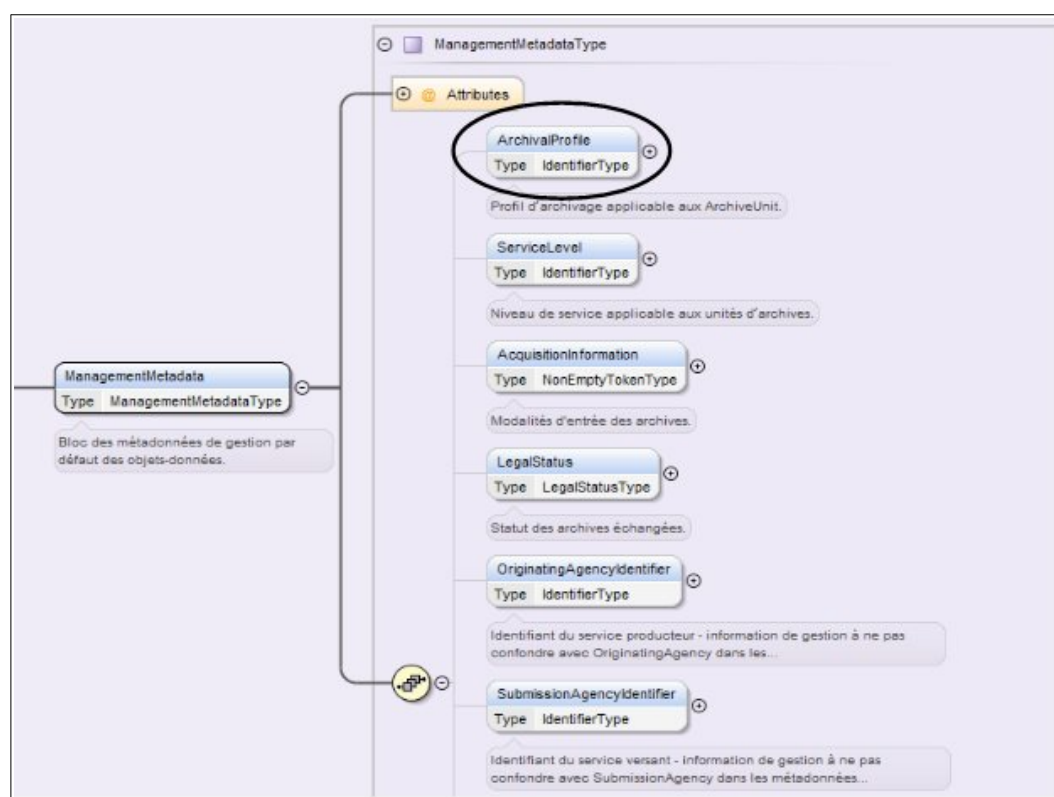 ManagementMetadataType
Attributes
ArchivalProfile
Type IdentifierType
Profil d'archivage applicable aux ArchiveUnit.
ServiceLevel
Type IdentifierType
Niveau de service applicable aux unités d'archives.
AcquisitionInformation
Type NonEmptyTokenType
Modalités d'entrée des archives.
ManagementMetadata
Type ManagementMetadataType
Bloc des métadonnées de gestion par
défaut des objets-données.
LegalStatus
Type LegalStatusType
Statut des archives échangées.
OriginatingAgencyIdentifier
Type IdentifierType
Identifiant du service producteur - information de gestion à ne pas
confondre avec OriginatingAgency dans les...
SubmissionAgencyIdentifier
Type IdentifierType
Identifiant du service versant - information de gestion à ne pas
confondre avec SubmissionAgency dans les métadonnées...